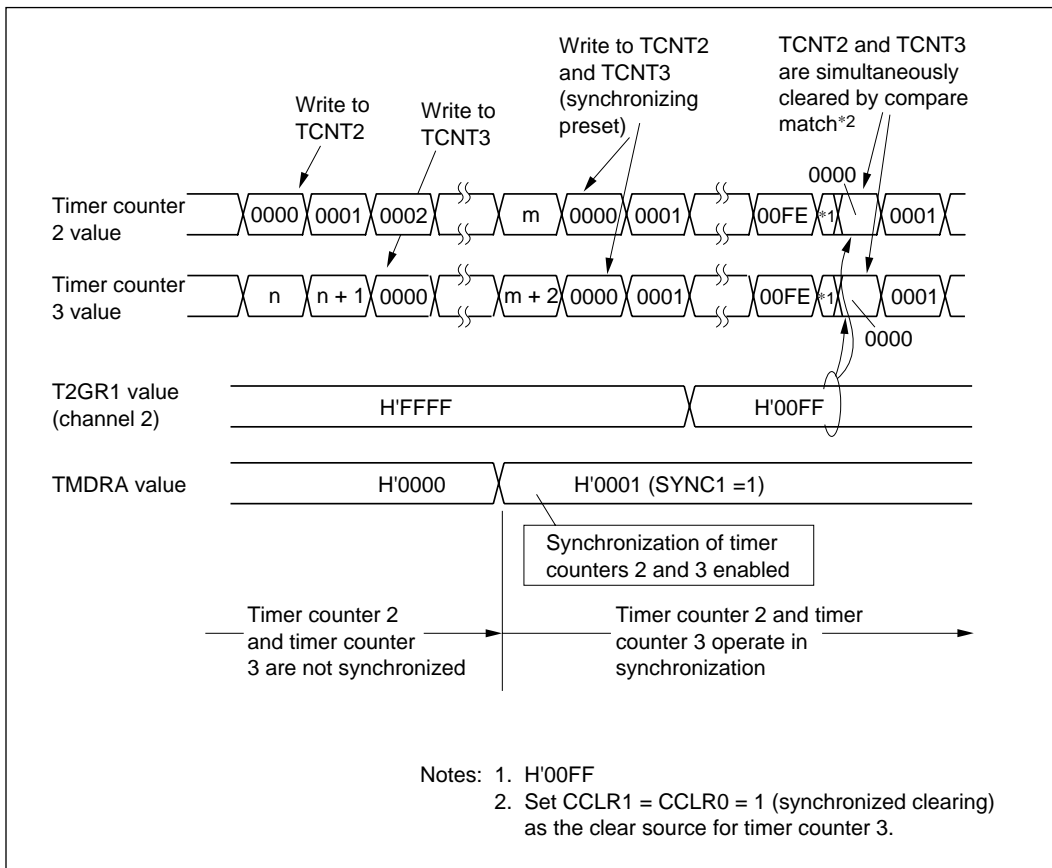 Write to TCNT2
and TCNT3
(synchronizing
preset)
TCNT2 and TCNT3
are simultaneously
cleared by compare
match*2
Write to
TCNT2
Write to
TCNT3
0000
Timer counter
2 value
0000 0001 0002 m 0000 0001 00FE *1 0001
Timer counter
3 value
n n + 1 0000 m + 2 0000 0001 00FE *1 0001
0000
T2GR1 value
(channel 2)
H'FFFF H'00FF
TMDRA value
H'0000 H'0001 (SYNC1 =1)
Synchronization of timer
counters 2 and 3 enabled
Timer counter 2
and timer counter
3 are not synchronized
Timer counter 2 and timer
counter 3 operate in
synchronization
Notes: 1. H'00FF
2. Set CCLR1 = CCLR0 = 1 (synchronized clearing)
as the clear source for timer counter 3.